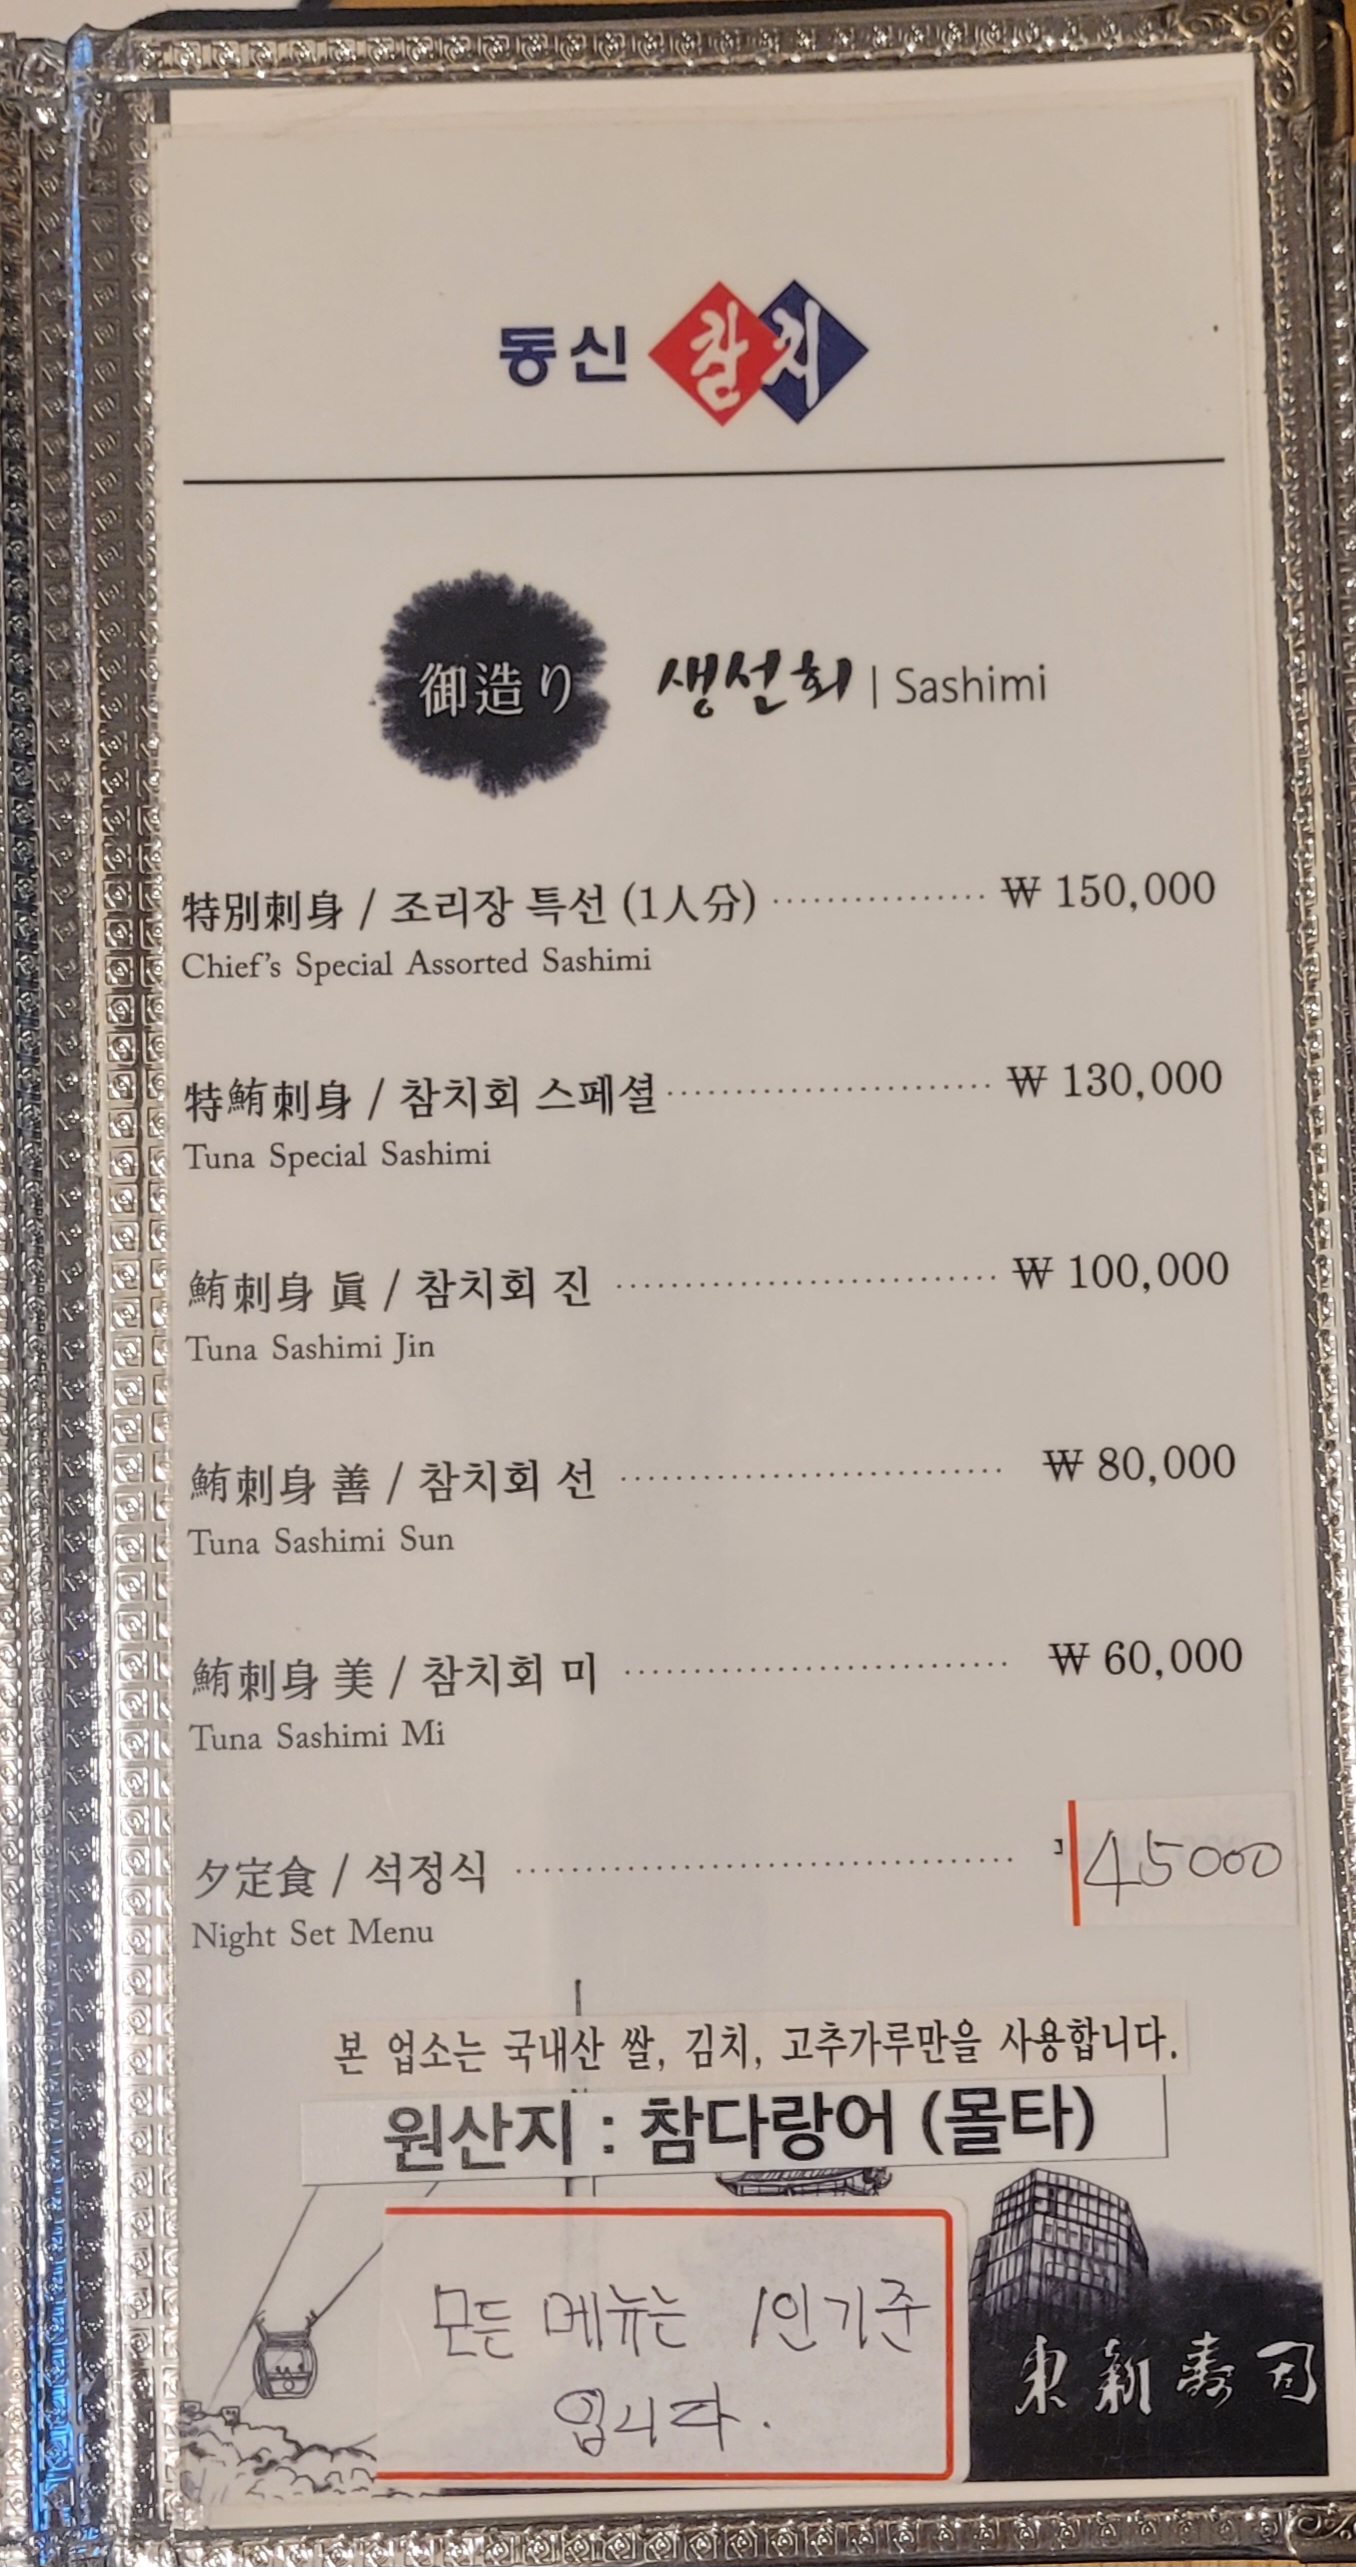 동신 참치
御造り 생선회 | Sashimi
特別刺身 / 조리장 특선 (1人分) ················ ₩ 150,000
Chief's Special Assorted Sashimi
特鮪刺身 / 참치회 스페셜 ························ ₩ 130,000
Tuna Special Sashimi
鮪刺身 眞 / 참치회 진 ···························· ₩ 100,000
Tuna Sashimi Jin
鮪刺身 善 / 참치회 선 ···························· ₩ 80,000
Tuna Sashimi Sun
鮪刺身 美 / 참치회 미 ···························· ₩ 60,000
Tuna Sashimi Mi
夕定食 / 석정식 ···································· 45000
Night Set Menu
본 업소는 국내산 쌀, 김치, 고추가루만을 사용합니다.
원산지 : 참다랑어 (몰타)
모든 메뉴는 1인기준
입니다.
東新壽司